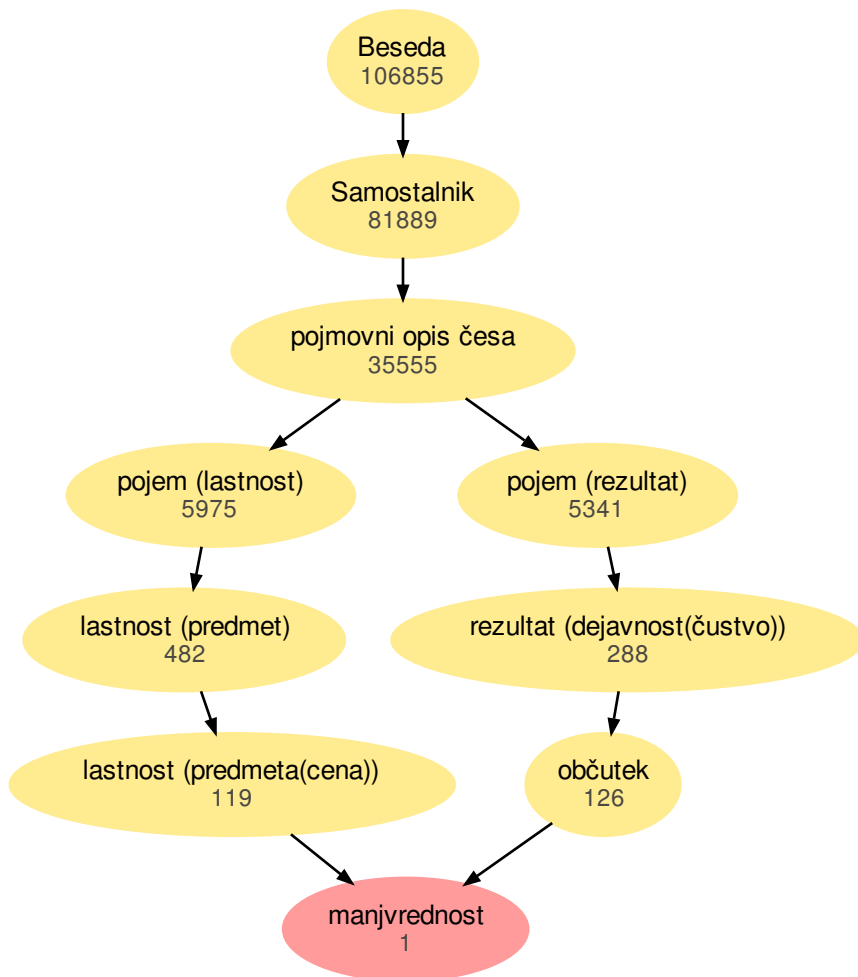 Beseda
106855
Samostalnik
81889
pojmovni opis česa
35555
pojem (lastnost)
5975
pojem (rezultat)
5341
lastnost (predmet)
482
rezultat (dejavnost(čustvo))
288
lastnost (predmeta(cena))
119
občutek
126
manjvrednost
1